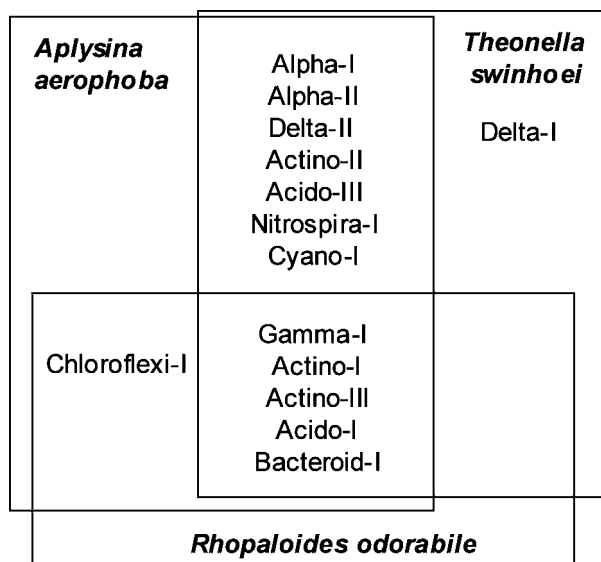 Aplysina
aerophoba
Theonella
swinhoei
Alpha-I
Alpha-II
Delta-II
Actino-II
Acido-III
Nitrospira-I
Cyano-I
Delta-I
Chloroflexi-I
Gamma-I
Actino-I
Actino-III
Acido-I
Bacteroid-I
Rhopaloides odorabile